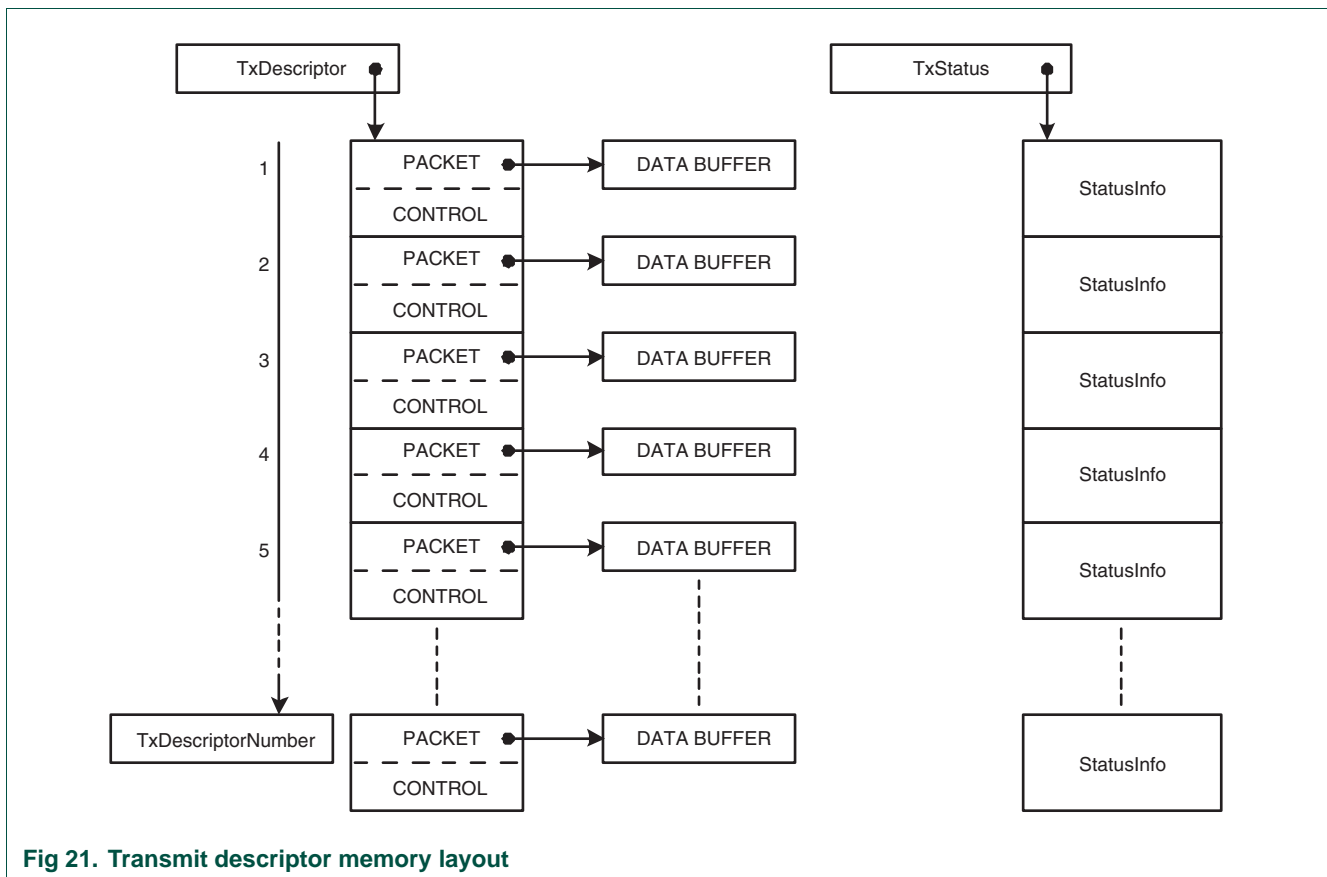 TxDescriptor
TxStatus
1
PACKET
DATA BUFFER
StatusInfo
CONTROL
2
PACKET
DATA BUFFER
StatusInfo
CONTROL
3
PACKET
DATA BUFFER
StatusInfo
CONTROL
4
PACKET
DATA BUFFER
StatusInfo
CONTROL
5
PACKET
DATA BUFFER
StatusInfo
CONTROL
TxDescriptorNumber
PACKET
DATA BUFFER
StatusInfo
CONTROL
Fig 21. Transmit descriptor memory layout